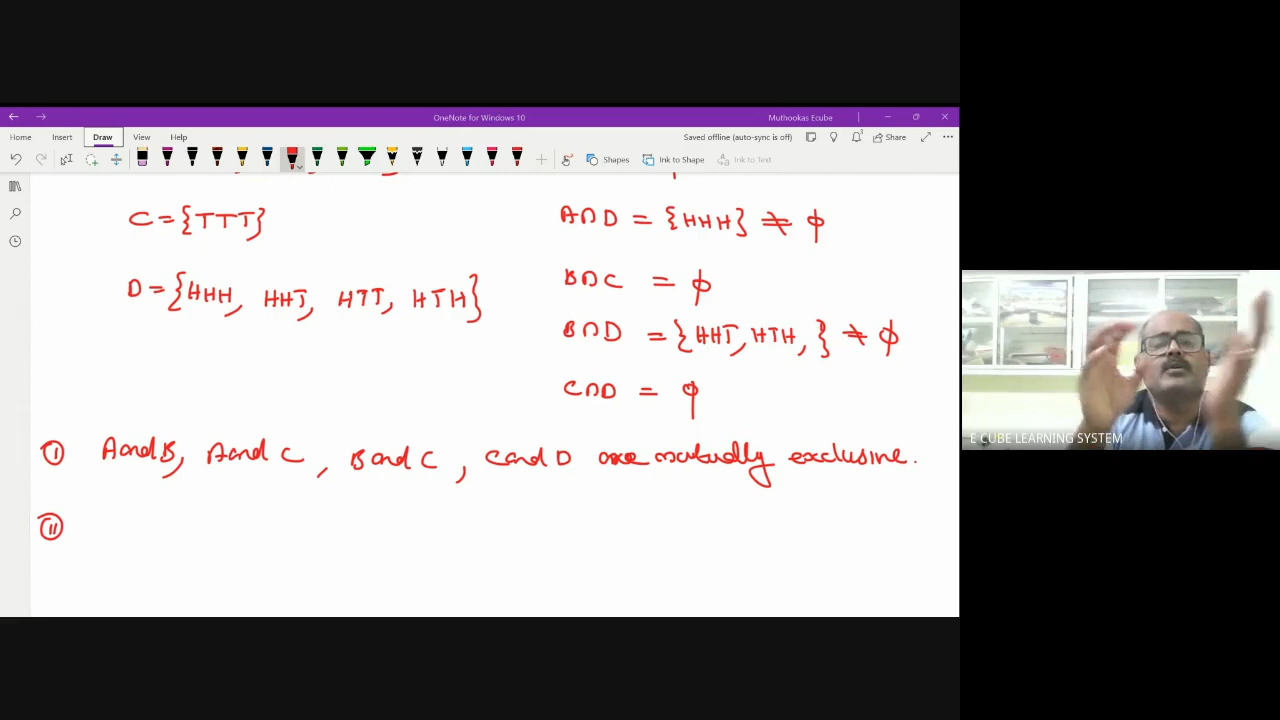 OneNote for Windows 10
Muthookas Ecube
Home Insert Draw View Help
Saved offline (auto-sync is off)
Share
Shapes
Ink to Shape
Ink to Text
C = {TTT}
D = {HHH, HHT, HTT, HTH}
A∩D = {HHH} ≠ φ
B∩C = φ
B∩D = {HHT, HTH, } ≠ φ
C∩D = φ
(i) A and B, A and C, B and C, C and D are mutually exclusive.
(ii)
E CUBE LEARNING SYSTEM